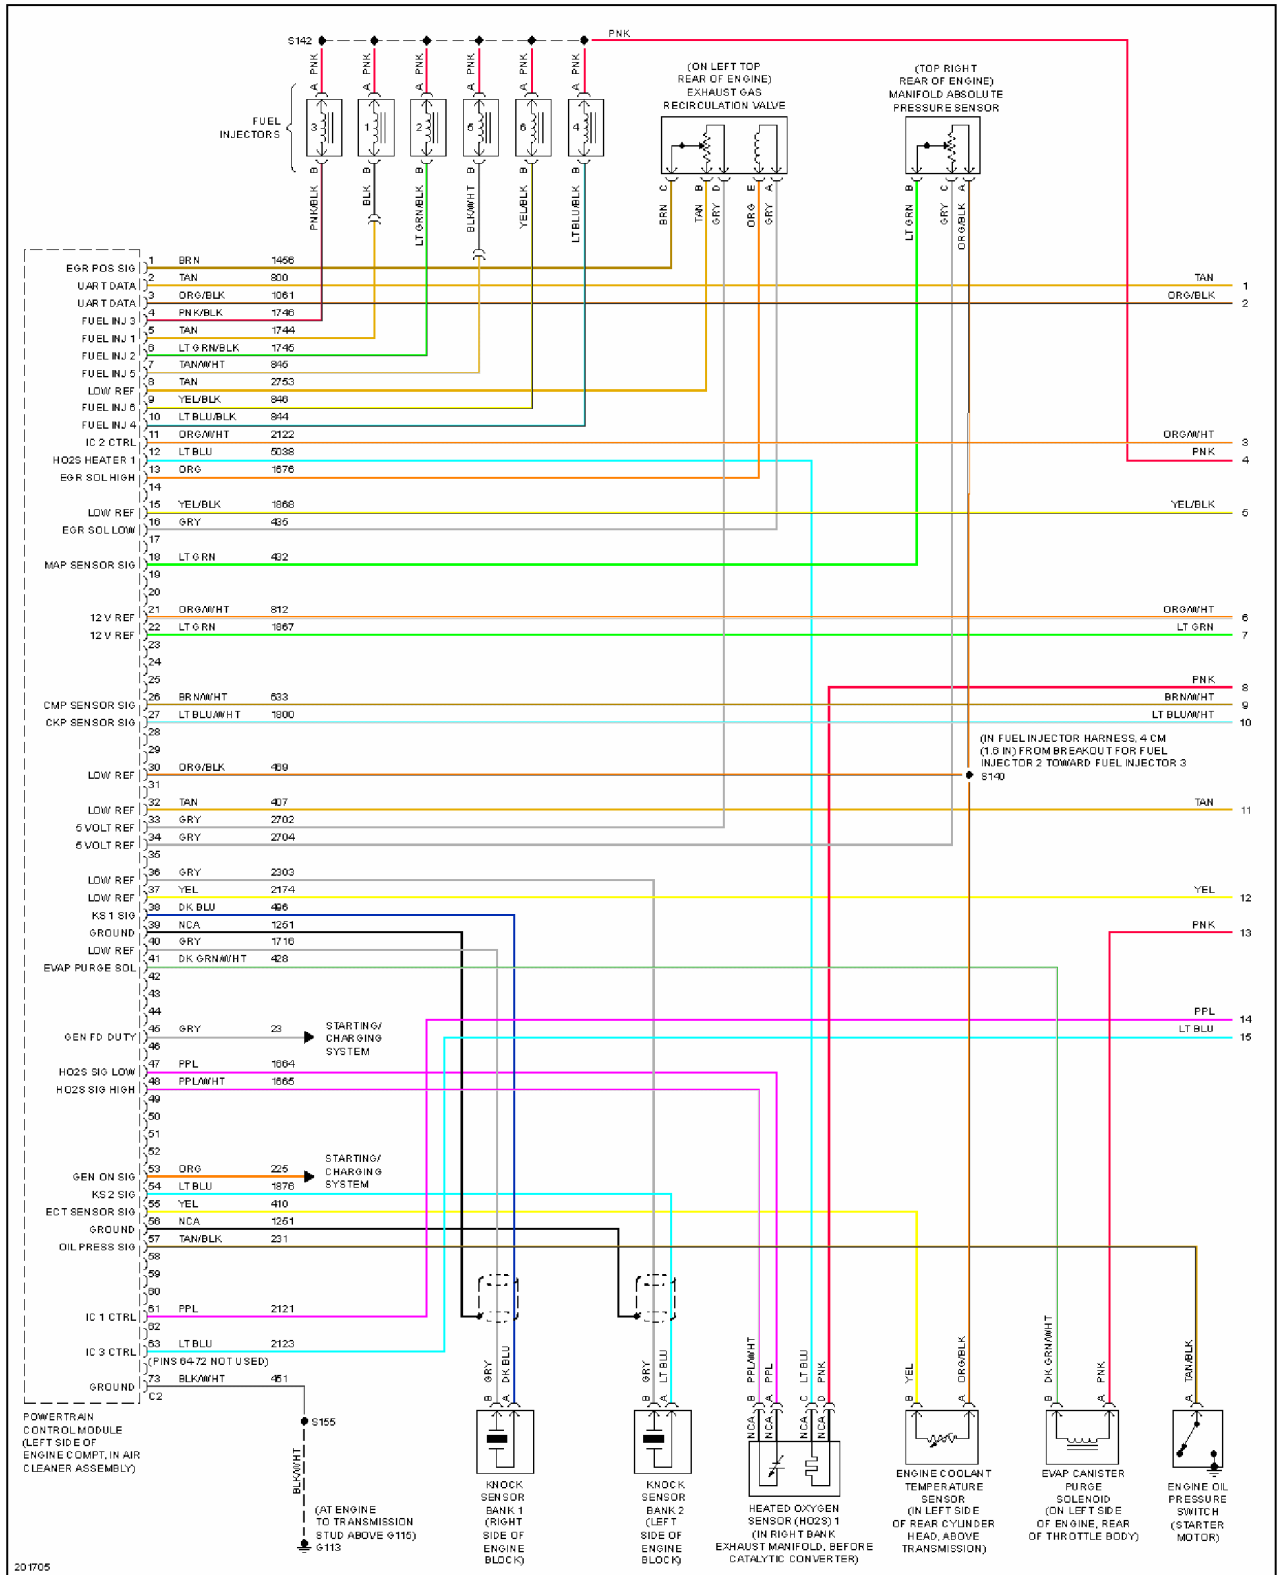 S142
PNK
A PNK
A PNK
A PNK
A PNK
A PNK
A PNK
FUEL
INJECTORS
3
1
2
5
6
4
B
B
B
B
B
B
PNK/BLK
BLK
LT GRN/BLK
BLK/WHT
YEL/BLK
LT BLU/BLK
(ON LEFT TOP
REAR OF ENGINE)
EXHAUST GAS
RECIRCULATION VALVE
C
B
D
E
A
BRN
TAN
GRY
ORG
GRY
(TOP RIGHT
REAR OF ENGINE)
MANIFOLD ABSOLUTE
PRESSURE SENSOR
B
C
A
LT GRN
GRY
ORG/BLK
EGR POS SIG 1 BRN 1456
UART DATA 2 TAN 800 TAN 1
UART DATA 3 ORG/BLK 1061 ORG/BLK 2
FUEL INJ 3 4 PNK/BLK 1746
FUEL INJ 1 5 TAN 1744
FUEL INJ 2 6 LT GRN/BLK 1745
FUEL INJ 5 7 TAN/WHT 845
LOW REF 8 TAN 2753
FUEL INJ 6 9 YEL/BLK 846
FUEL INJ 4 10 LT BLU/BLK 844
IC 2 CTRL 11 ORG/WHT 2122 ORG/WHT 3
HO2S HEATER 1 12 LT BLU 5038 PNK 4
EGR SOL HIGH 13 ORG 1676
14
LOW REF 15 YEL/BLK 1868 YEL/BLK 5
EGR SOL LOW 16 GRY 435
17
MAP SENSOR SIG 18 LT GRN 432
19
20
12 V REF 21 ORG/WHT 812 ORG/WHT 6
12 V REF 22 LT GRN 1867 LT GRN 7
23
24
25
PNK 8
CMP SENSOR SIG 26 BRN/WHT 633 BRN/WHT 9
CKP SENSOR SIG 27 LT BLU/WHT 1800 LT BLU/WHT 10
28
29
(IN FUEL INJECTOR HARNESS, 4 CM
(1.6 IN) FROM BREAKOUT FOR FUEL
INJECTOR 2 TOWARD FUEL INJECTOR 3
S140
LOW REF 30 ORG/BLK 469
31
LOW REF 32 TAN 407 TAN 11
5 VOLT REF 33 GRY 2702
5 VOLT REF 34 GRY 2704
35
LOW REF 36 GRY 2303
LOW REF 37 YEL 2174 YEL 12
KS 1 SIG 38 DK BLU 496
GROUND 39 NCA 1251 PNK 13
LOW REF 40 GRY 1716
EVAP PURGE SOL 41 DK GRN/WHT 428
42
43
44
PPL 14
GEN FD DUTY 45 GRY 23 LT BLU 15
STARTING/
CHARGING
SYSTEM
46
HO2S SIG LOW 47 PPL 1664
HO2S SIG HIGH 48 PPL/WHT 1665
49
50
51
52
GEN ON SIG 53 ORG 225
STARTING/
CHARGING
SYSTEM
KS 2 SIG 54 LT BLU 1876
ECT SENSOR SIG 55 YEL 410
GROUND 56 NCA 1251
OIL PRESS SIG 57 TAN/BLK 231
58
59
60
IC 1 CTRL 61 PPL 2121
62
IC 3 CTRL 63 LT BLU 2123
(PINS 64-72 NOT USED)
GROUND 73 BLK/WHT 451
C2
POWERTRAIN
CONTROL MODULE
(LEFT SIDE OF
ENGINE COMPT, IN AIR
CLEANER ASSEMBLY)
S155
BLK/WHT
(AT ENGINE
TO TRANSMISSION
STUD ABOVE G115)
G113
B GRY
A DK BLU
KNOCK
SENSOR
BANK 1
(RIGHT
SIDE OF
ENGINE
BLOCK)
B GRY
A LT BLU
KNOCK
SENSOR
BANK 2
(LEFT
SIDE OF
ENGINE
BLOCK)
NCA B PPL/WHT
NCA A PPL
NCA C LT BLU
NCA D PNK
HEATED OXYGEN
SENSOR (HO2S) 1
(IN RIGHT BANK
EXHAUST MANIFOLD, BEFORE
CATALYTIC CONVERTER)
B YEL
A ORG/BLK
ENGINE COOLANT
TEMPERATURE
SENSOR
(IN LEFT SIDE
OF REAR CYLINDER
HEAD, ABOVE
TRANSMISSION)
B DK GRN/WHT
A PNK
EVAP CANISTER
PURGE
SOLENOID
(ON LEFT SIDE
OF ENGINE, REAR
OF THROTTLE BODY)
A TAN/BLK
ENGINE OIL
PRESSURE
SWITCH
(STARTER
MOTOR)
201705